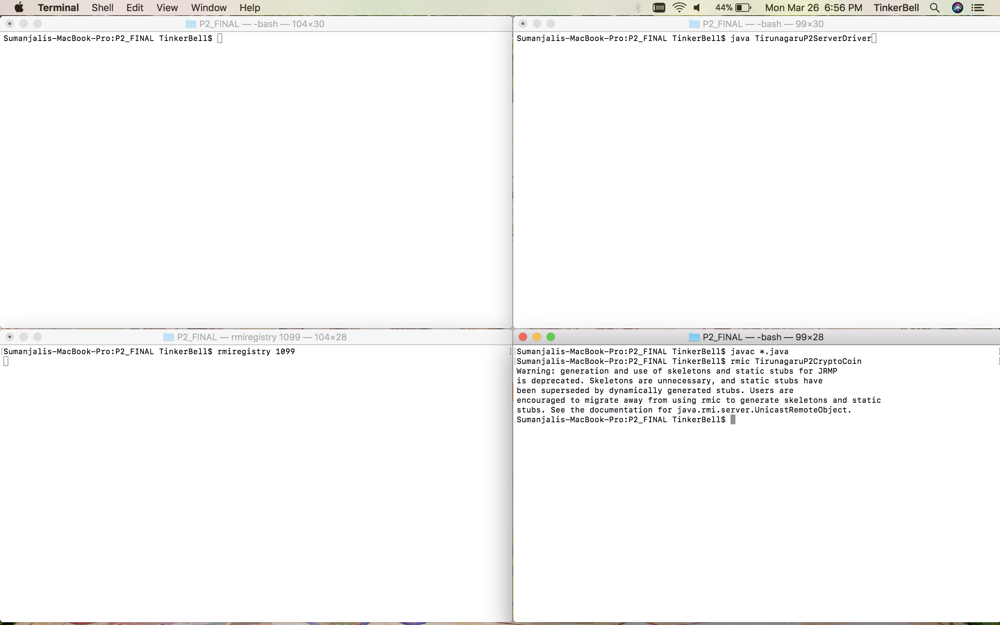 Terminal Shell Edit View Window Help 44% Mon Mar 26 6:56 PM TinkerBell
P2_FINAL — -bash — 104×30
Sumanjalis-MacBook-Pro:P2_FINAL TinkerBell$
P2_FINAL — -bash — 99×30
Sumanjalis-MacBook-Pro:P2_FINAL TinkerBell$ java TirunagaruP2ServerDriver
P2_FINAL — rmiregistry 1099 — 104×28
[Sumanjalis-MacBook-Pro:P2_FINAL TinkerBell$ rmiregistry 1099 ]
P2_FINAL — -bash — 99×28
[Sumanjalis-MacBook-Pro:P2_FINAL TinkerBell$ javac *.java ]
[Sumanjalis-MacBook-Pro:P2_FINAL TinkerBell$ rmic TirunagaruP2CryptoCoin ]
Warning: generation and use of skeletons and static stubs for JRMP
is deprecated. Skeletons are unnecessary, and static stubs have
been superseded by dynamically generated stubs. Users are
encouraged to migrate away from using rmic to generate skeletons and static
stubs. See the documentation for java.rmi.server.UnicastRemoteObject.
Sumanjalis-MacBook-Pro:P2_FINAL TinkerBell$